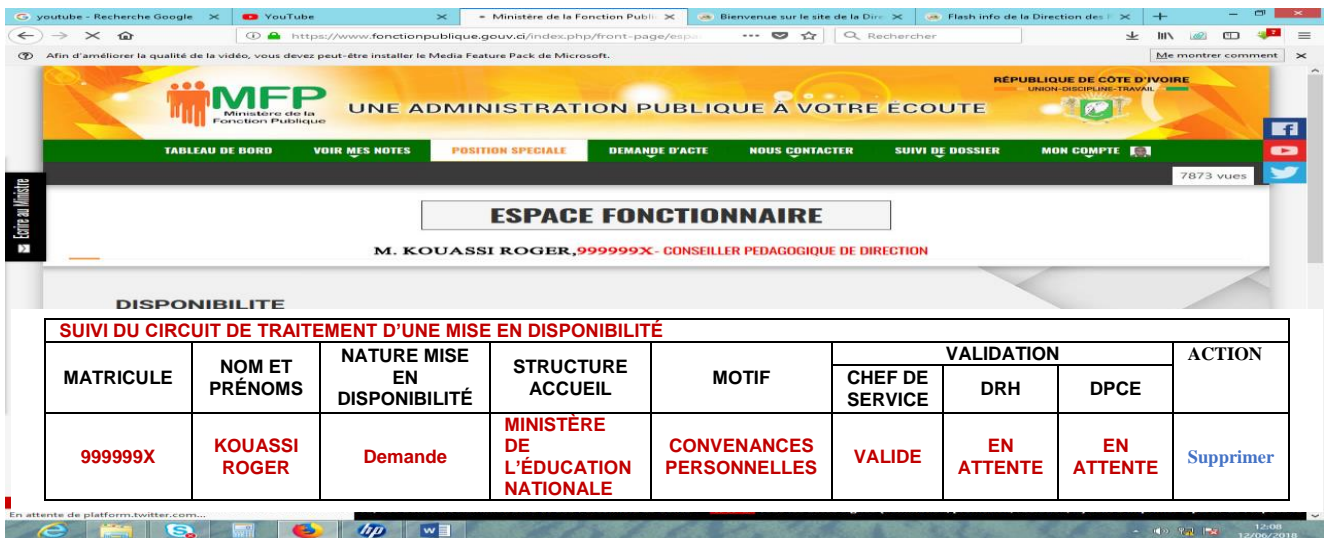 youtube - Recherche Google
YouTube
Ministère de la Fonction Publi
Bienvenue sur le site de la Dire
Flash info de la Direction des
https://www.fonctionpublique.gouv.ci/index.php/front-page/espa
Rechercher
Afin d'améliorer la qualité de la vidéo, vous devez peut-être installer le Media Feature Pack de Microsoft.
Me montrer comment
MFP
Ministère de la
Fonction Publique
UNE ADMINISTRATION PUBLIQUE À VOTRE ÉCOUTE
RÉPUBLIQUE DE CÔTE D'IVOIRE
UNION-DISCIPLINE-TRAVAIL
TABLEAU DE BORD VOIR MES NOTES POSITION SPECIALE DEMANDE D'ACTE NOUS CONTACTER SUIVI DE DOSSIER MON COMPTE
7873 vues
Ecrire au Ministre
ESPACE FONCTIONNAIRE
M. KOUASSI ROGER,999999X- CONSEILLER PEDAGOGIQUE DE DIRECTION
DISPONIBILITE
SUIVI DU CIRCUIT DE TRAITEMENT D'UNE MISE EN DISPONIBILITÉ
MATRICULE
NOM ET
PRÉNOMS
NATURE MISE
EN
DISPONIBILITÉ
STRUCTURE
ACCUEIL
MOTIF
VALIDATION
CHEF DE
SERVICE
DRH
DPCE
ACTION
999999X
KOUASSI
ROGER
Demande
MINISTÈRE
DE
L'ÉDUCATION
NATIONALE
CONVENANCES
PERSONNELLES
VALIDE
EN
ATTENTE
EN
ATTENTE
Supprimer
En attente de platform.twitter.com...
12:08
12/06/2018